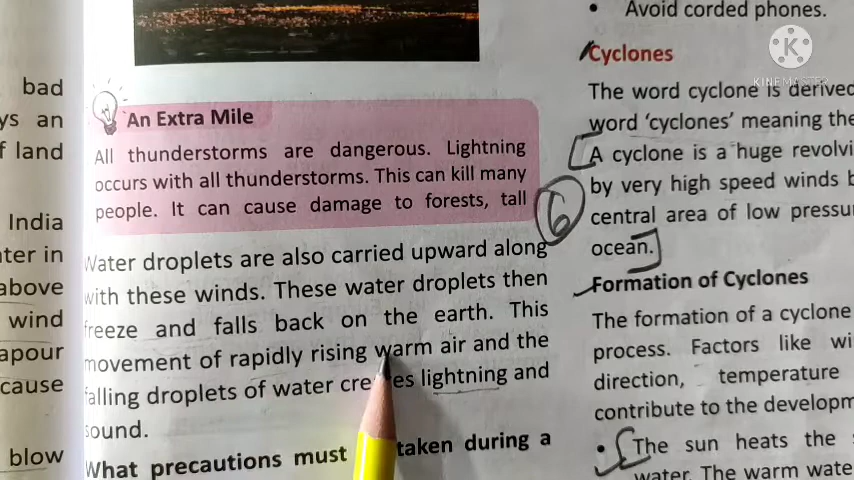 bad
ys an
f land
India
ter in
above
wind
apour
cause
blow
An Extra Mile
All thunderstorms are dangerous. Lightning
occurs with all thunderstorms. This can kill many
people. It can cause damage to forests, tall
Water droplets are also carried upward along
with these winds. These water droplets then
freeze and falls back on the earth. This
movement of rapidly rising warm air and the
falling droplets of water cre es lightning and
sound.
What precautions must taken during a
• Avoid corded phones.
Cyclones
The word cyclone is derived
word ‘cyclones’ meaning the
A cyclone is a huge revolvi
by very high speed winds b
central area of low pressu
ocean.
6
Formation of Cyclones
The formation of a cyclone
process. Factors like wi
direction, temperature
contribute to the developm
• The sun heats the s
water. The warm wate
K
KINEMASTER